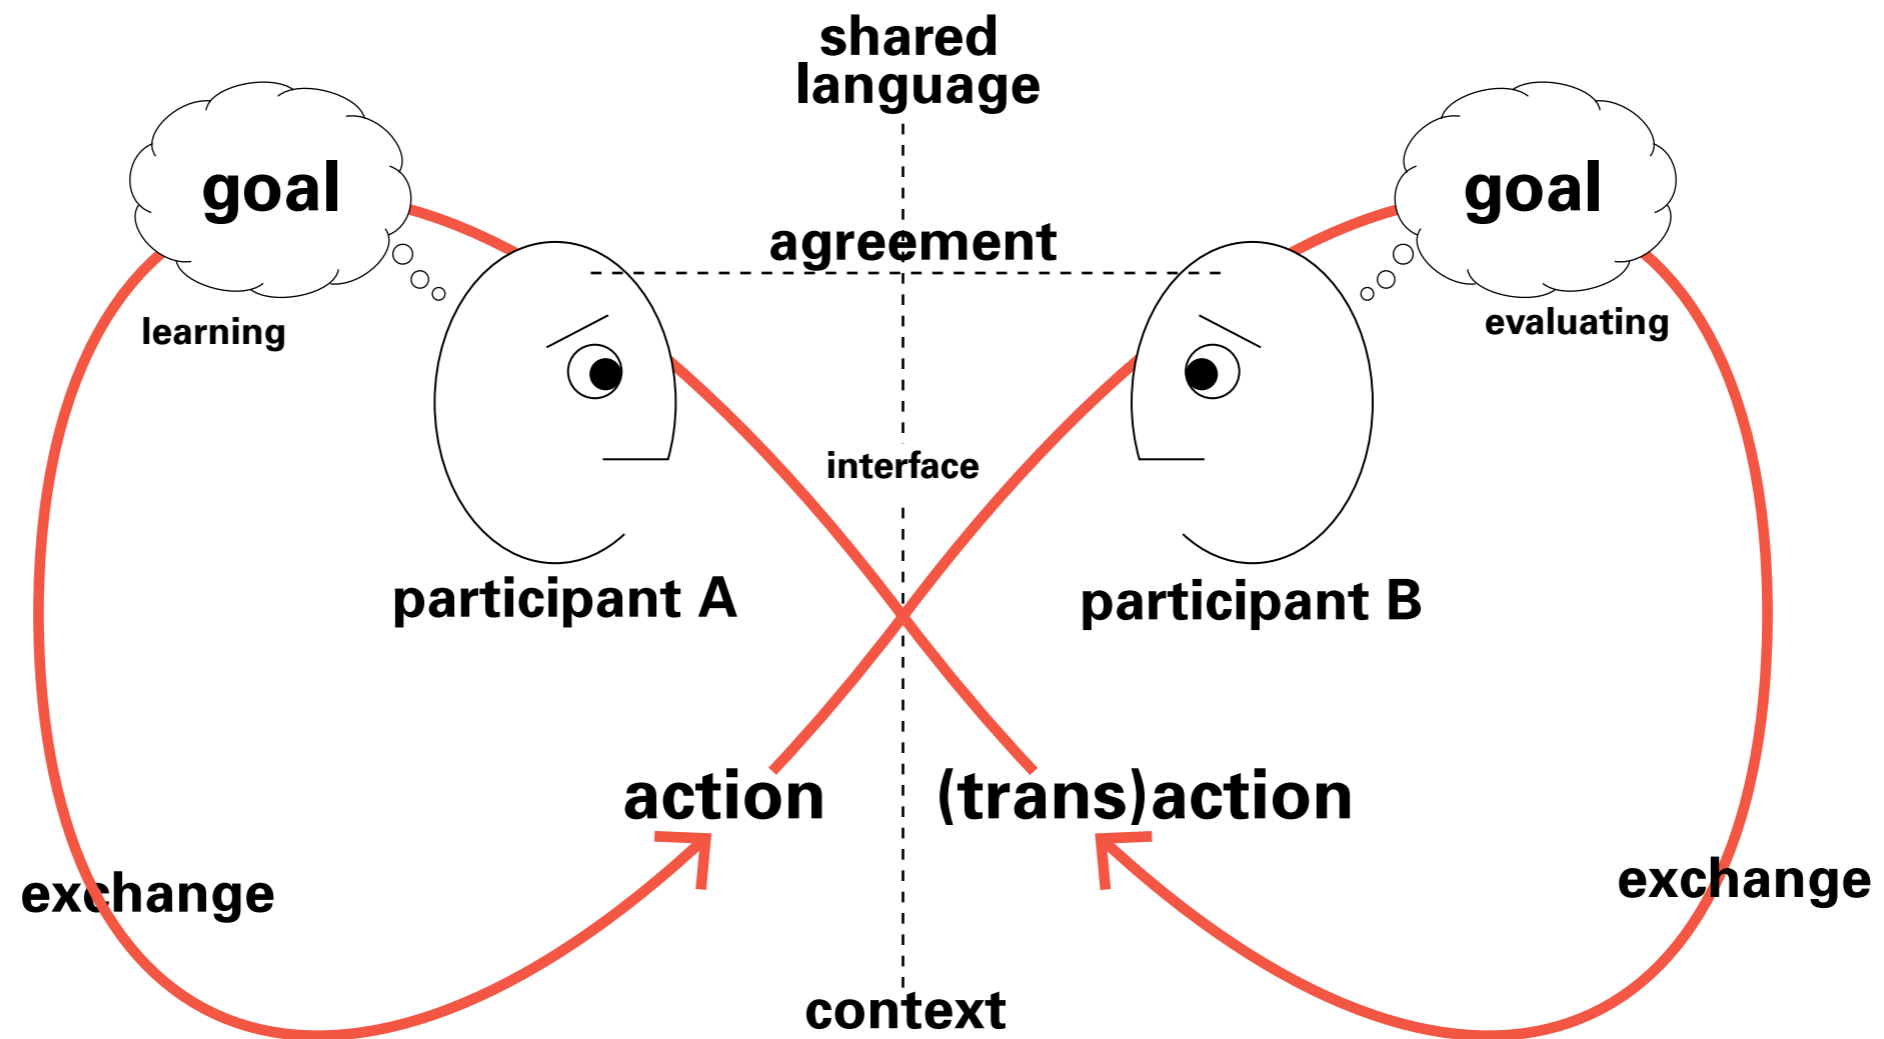 shared
language
goal
goal
agreement
learning
evaluating
interface
participant A
participant B
action
(trans)action
exchange
exchange
context